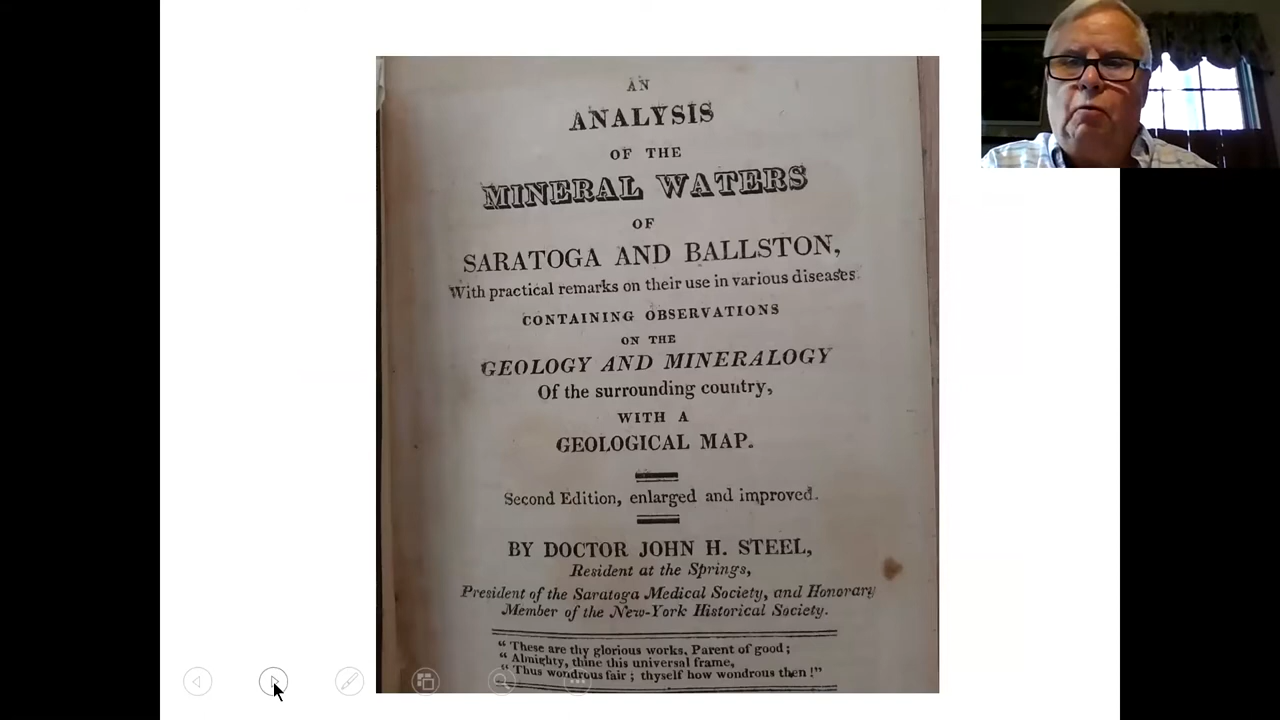 AN
ANALYSIS
OF THE
MINERAL WATERS
OF
SARATOGA AND BALLSTON,
With practical remarks on their use in various diseases
CONTAINING OBSERVATIONS
ON THE
GEOLOGY AND MINERALOGY
Of the surrounding country,
WITH A
GEOLOGICAL MAP.
Second Edition, enlarged and improved.
BY DOCTOR JOHN H. STEEL,
Resident at the Springs,
President of the Saratoga Medical Society, and Honorary
Member of the New-York Historical Society.
“ These are thy glorious works, Parent of good ;
“ Almighty, thine this universal frame,
“ Thus wondrous fair ; thyself how wondrous then !”